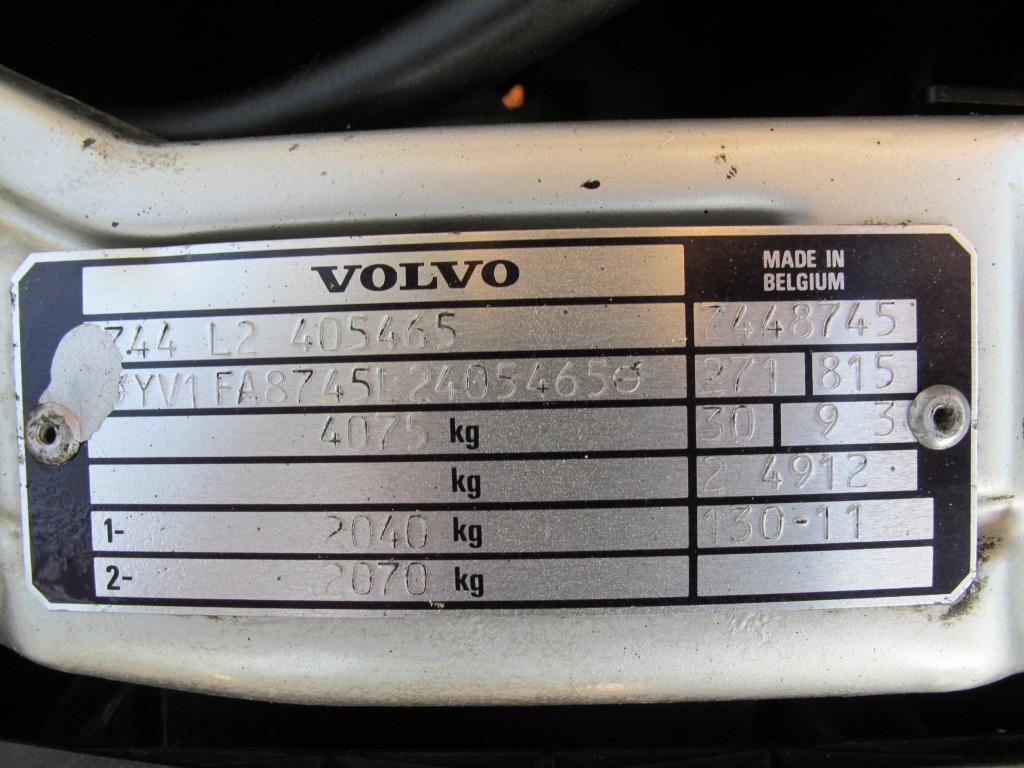 VOLVO MADE IN
BELGIUM
744 L2 405465 7448745
YV1FA8745L2405465 271 815
4075 kg 30 9 3
kg 2 4912
1- 2040 kg 130-11
2- 2070 kg